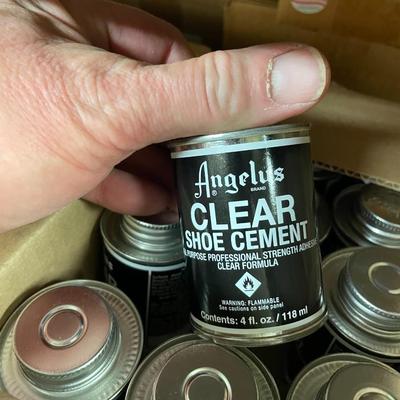 Angelus
® BRAND
CLEAR
SHOE CEMENT
PURPOSE PROFESSIONAL STRENGTH ADHESIVE
CLEAR FORMULA
WARNING: FLAMMABLE
See cautions on side panel
Contents: 4 fl. oz. / 118 ml